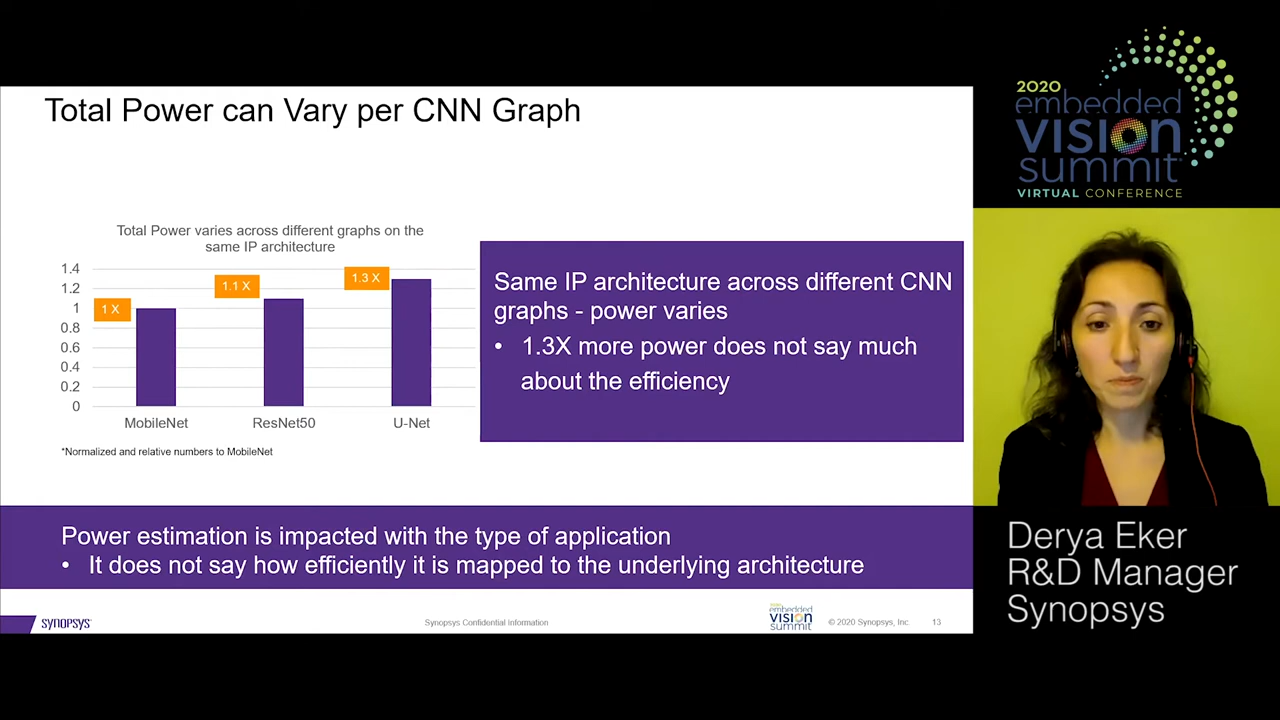 Total Power can Vary per CNN Graph
Total Power varies across different graphs on the
same IP architecture
1.4
1.2
1
0.8
0.6
0.4
0.2
0
1 X
1.1 X
1.3 X
MobileNet
ResNet50
U-Net
*Normalized and relative numbers to MobileNet
Same IP architecture across different CNN
graphs - power varies
• 1.3X more power does not say much
about the efficiency
Power estimation is impacted with the type of application
• It does not say how efficiently it is mapped to the underlying architecture
SYNOPSYS
Synopsys Confidential Information
embedded
VISION
summit
© 2020 Synopsys, Inc
13
2020
embedded
VISION
summit
VIRTUAL CONFERENCE
Derya Eker
R&D Manager
Synopsys